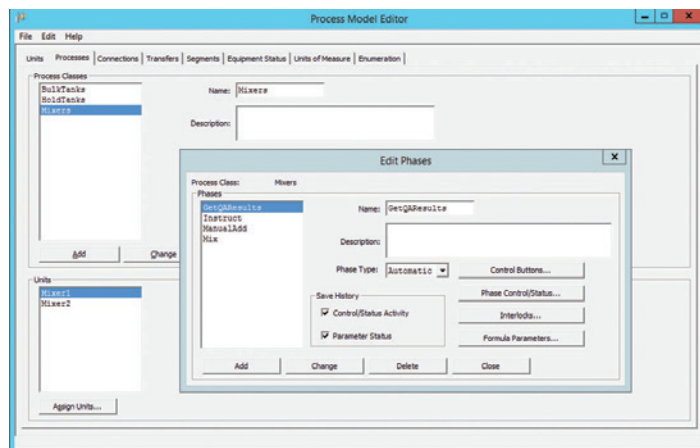 Process Model Editor
File Edit Help
Units Processes Connections Transfers Segments Equipment Status Units of Measure Enumeration
Process Classes
BulkTanks
HoldTanks
Mixers
Name: Mixers
Description:
Add Change
Units
Mixer1
Mixer2
Assign Units...
Edit Phases
Process Class: Mixers
Phases
GetQAResults
Instruct
ManualAdd
Mix
Name: GetQAResults
Description:
Phase Type: Automatic
Save History
Control/Status Activity
Parameter Status
Control Buttons...
Phase Control/Status...
Interlocks...
Formula Parameters...
Add Change Delete Close